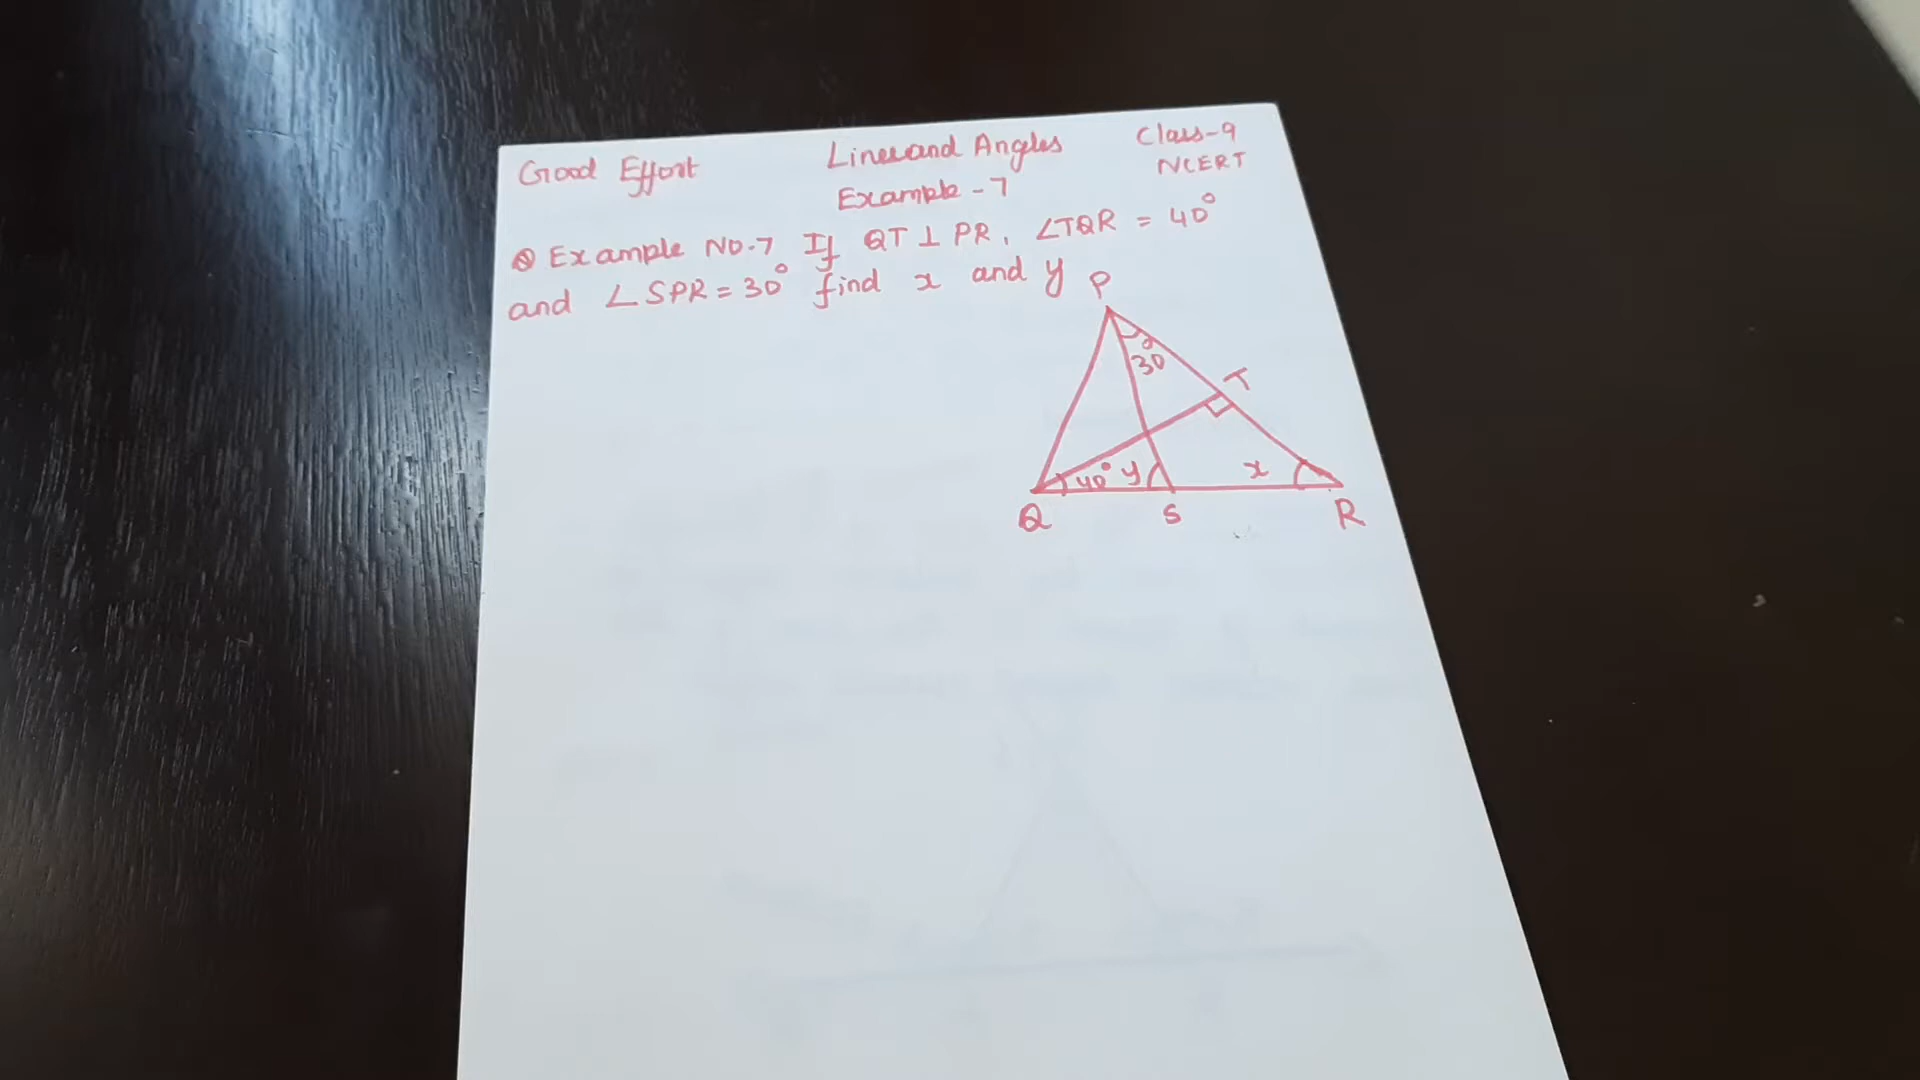 Good Effort
Lines and Angles
Class-9
NCERT
Example-7
Q Example No.7 If QT ⊥ PR, ∠TQR = 40°
and ∠SPR = 30° find x and y
P
30
T
40° y
x
Q
S
R